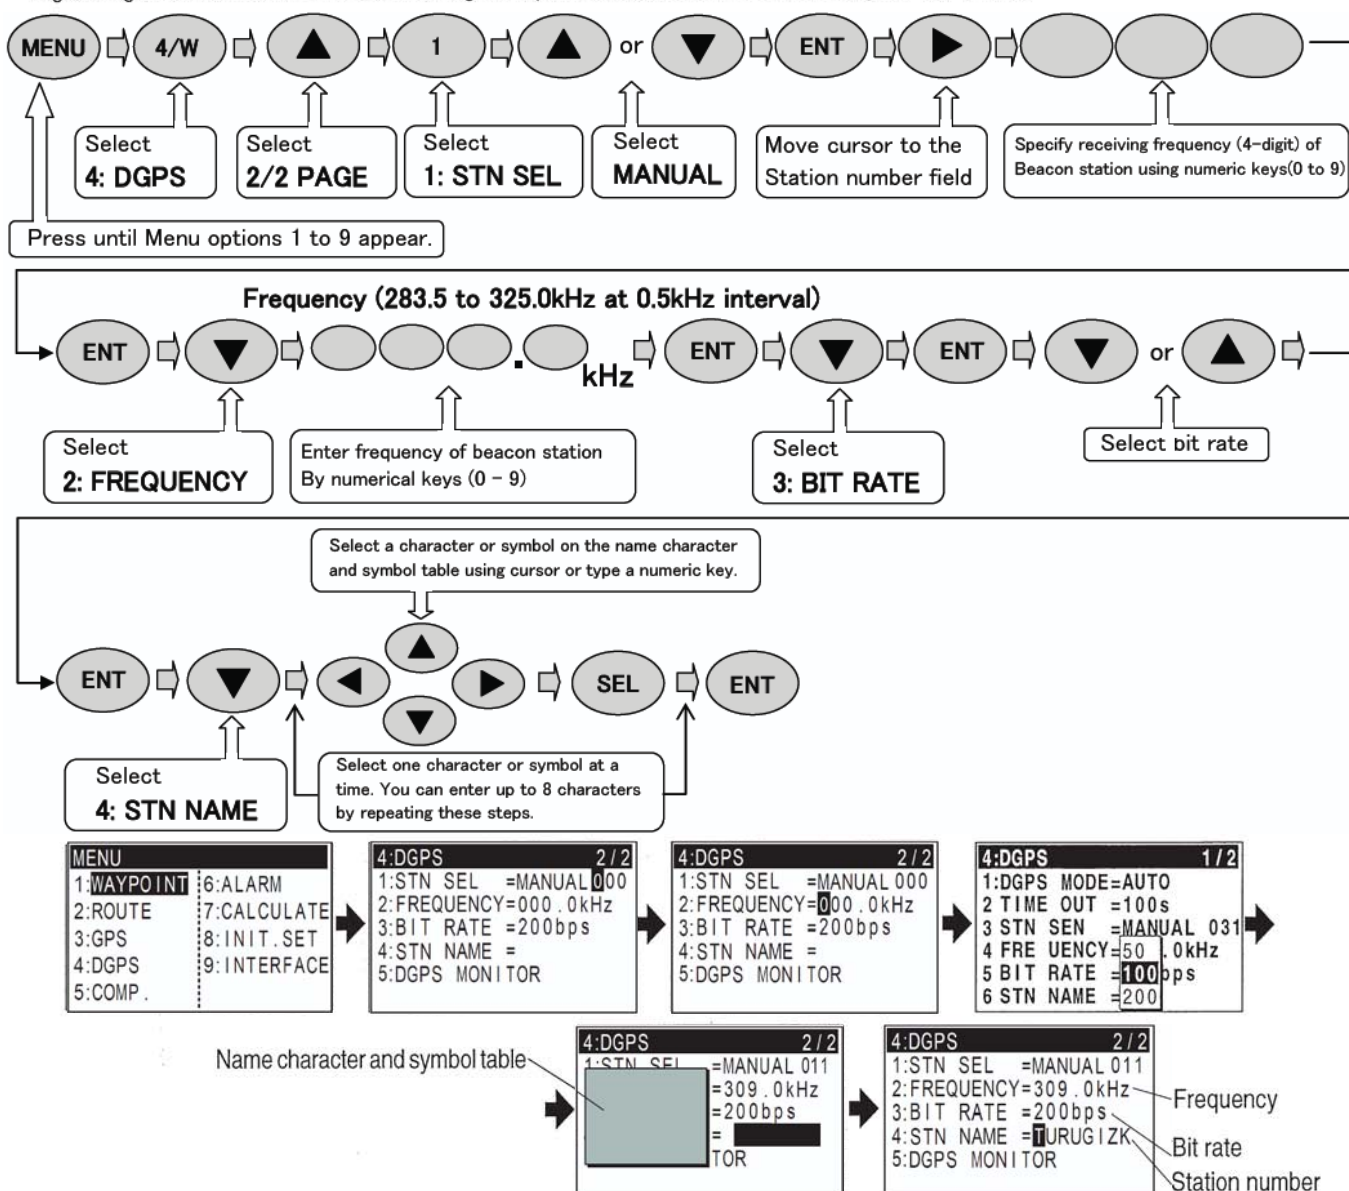 MENU 4/W 1 or ENT
Select
4: DGPS
Select
2/2 PAGE
Select
1: STN SEL
Select
MANUAL
Move cursor to the
Station number field
Specify receiving frequency (4-digit) of
Beacon station using numeric keys(0 to 9)
Press until Menu options 1 to 9 appear.
Frequency (283.5 to 325.0kHz at 0.5kHz interval)
ENT . kHz ENT ENT or
Select
2: FREQUENCY
Enter frequency of beacon station
By numerical keys (0 - 9)
Select
3: BIT RATE
Select bit rate
Select a character or symbol on the name character
and symbol table using cursor or type a numeric key.
ENT SEL ENT
Select
4: STN NAME
Select one character or symbol at a
time. You can enter up to 8 characters
by repeating these steps.
MENU
1:WAYPOINT 6:ALARM
2:ROUTE 7:CALCULATE
3:GPS 8:INIT.SET
4:DGPS 9:INTERFACE
5:COMP.
4:DGPS 2/2
1:STN SEL =MANUAL 000
2:FREQUENCY=000.0kHz
3:BIT RATE =200bps
4:STN NAME =
5:DGPS MONITOR
4:DGPS 2/2
1:STN SEL =MANUAL 000
2:FREQUENCY=000.0kHz
3:BIT RATE =200bps
4:STN NAME =
5:DGPS MONITOR
4:DGPS 1/2
1:DGPS MODE=AUTO
2 TIME OUT =100s
3 STN SEN =MANUAL 031
4 FRE UENCY=50 .0kHz
5 BIT RATE =100bps
6 STN NAME =200
Name character and symbol table
4:DGPS 2/2
1:STN SEL =MANUAL 011
=309.0kHz
=200bps
=
TOR
4:DGPS 2/2
1:STN SEL =MANUAL 011
2:FREQUENCY=309.0kHz
3:BIT RATE =200bps
4:STN NAME =TURUGIZK
5:DGPS MONITOR
Frequency
Bit rate
Station number